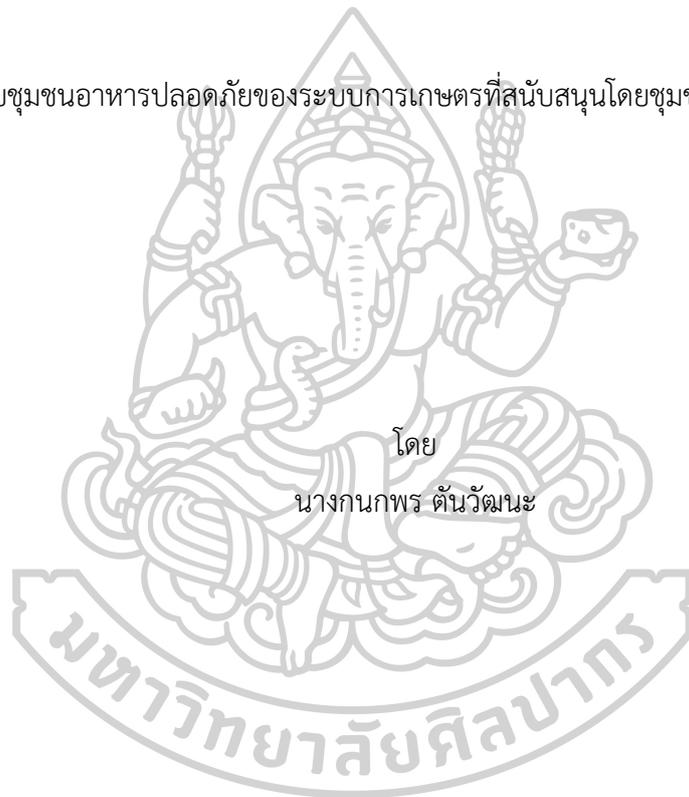 ชุมชนอาหารปลอดภัยของระบบการเกษตรที่สนับสนุนโดยชุมช
โดย
นางกนกพร ตันวัฒนะ
มหาวิทยาลัยศิลปากร